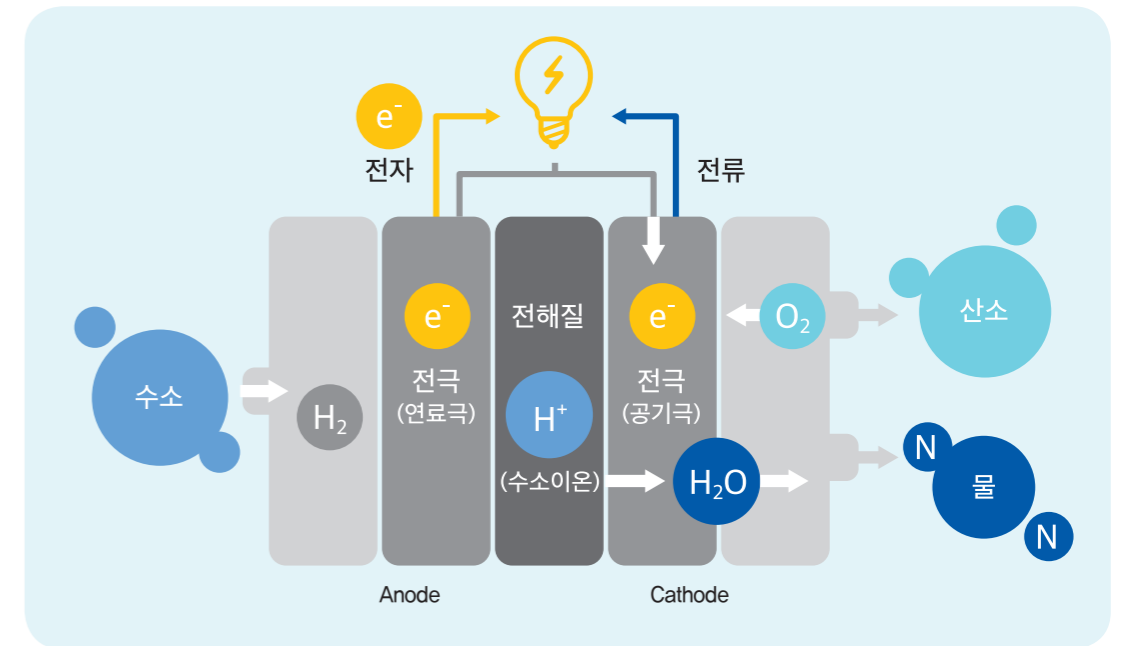 e⁻
전자
전류
e⁻
전해질
e⁻
O₂
산소
수소
H₂
전극
(연료극)
H⁺
(수소이온)
전극
(공기극)
H₂O
N
물
N
Anode
Cathode